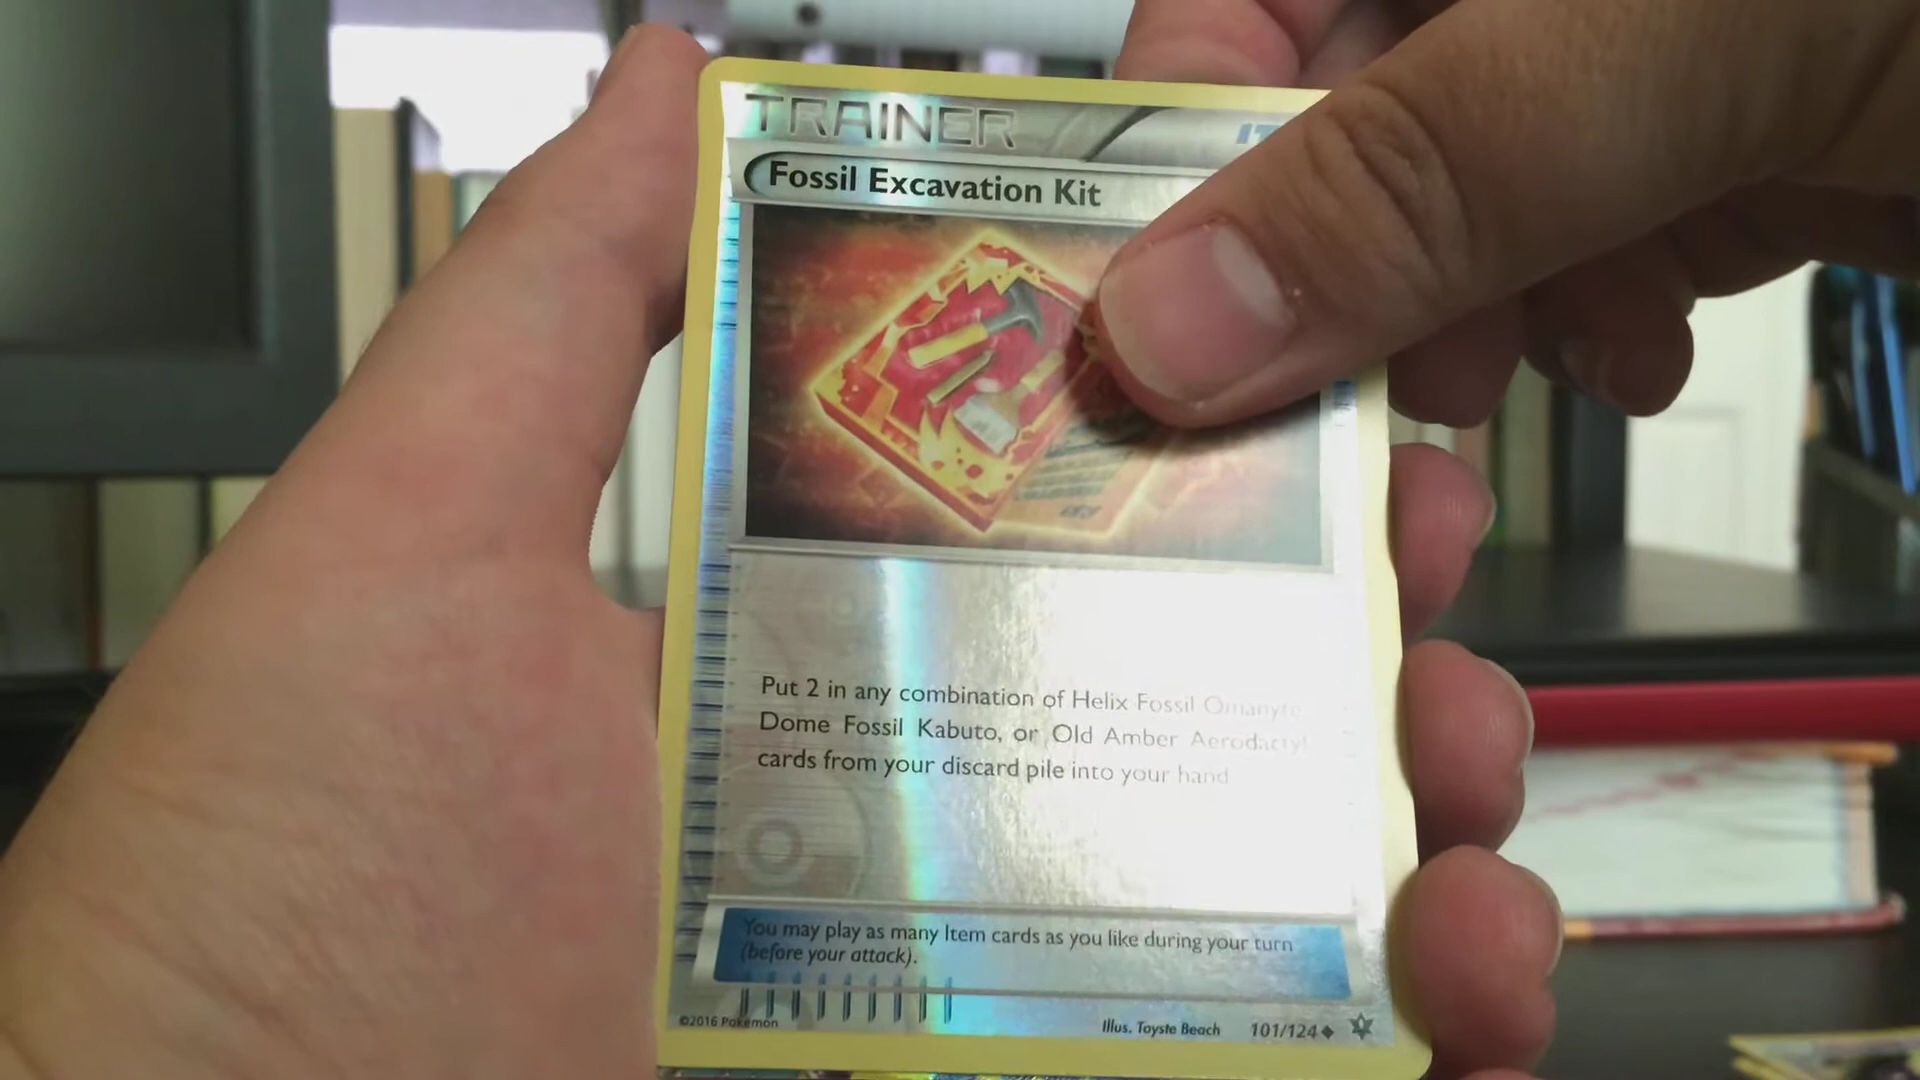 TRAINER
Fossil Excavation Kit
Put 2 in any combination of Helix Fossil Omanyte
Dome Fossil Kabuto, or Old Amber Aerodactyl
cards from your discard pile into your hand
You may play as many Item cards as you like during your turn
(before your attack).
©2016 Pokémon
Illus. Toyste Beach 101/124